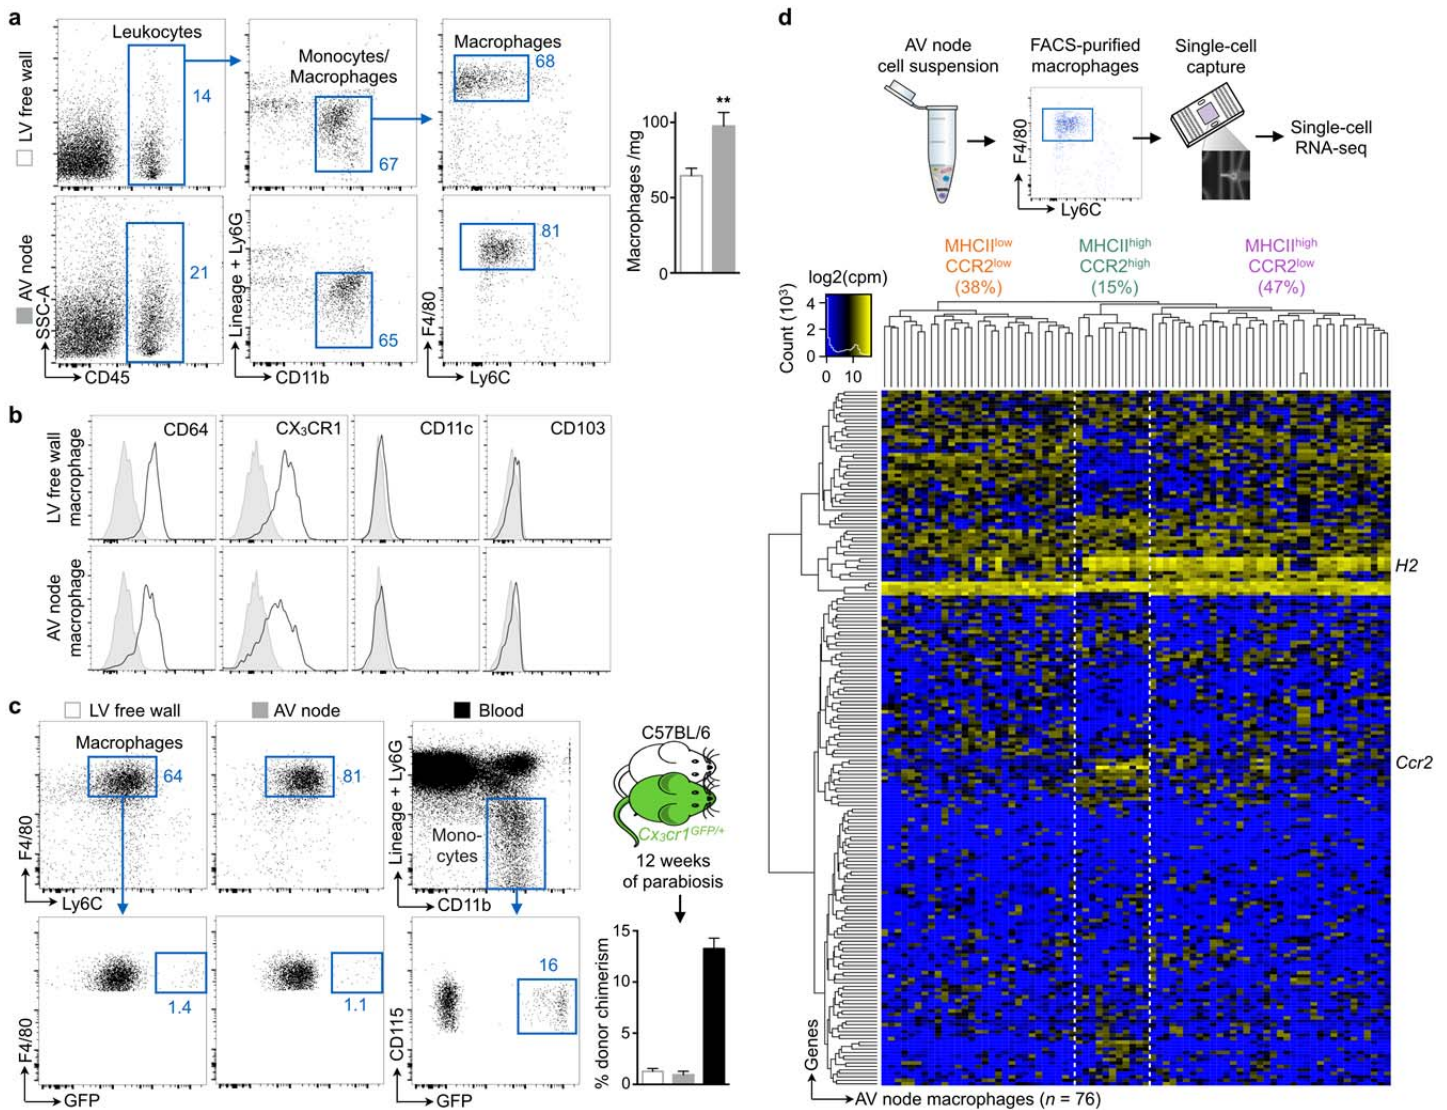 a
LV free wall
AV node
Leukocytes
14
Monocytes/
Macrophages
67
Macrophages
68
21
65
81
SSC-A
CD45
Lineage + Ly6G
CD11b
F4/80
Ly6C
Macrophages /mg
100
50
0
**
b
LV free wall
macrophage
AV node
macrophage
CD64
CX₃CR1
CD11c
CD103
c
LV free wall
AV node
Blood
Macrophages
64
81
Mono-
cytes
F4/80
Ly6C
Lineage + Ly6G
CD11b
1.4
1.1
16
F4/80
GFP
CD115
GFP
C57BL/6
Cx₃cr1ᴳᶠᴾ/⁺
12 weeks
of parabiosis
% donor chimerism
15
10
5
0
d
AV node
cell suspension
FACS-purified
macrophages
F4/80
Ly6C
Single-cell
capture
Single-cell
RNA-seq
MHCIIˡᵒʷ
CCR2ˡᵒʷ
(38%)
MHCIIʰⁱᵍʰ
CCR2ʰⁱᵍʰ
(15%)
MHCIIʰⁱᵍʰ
CCR2ˡᵒʷ
(47%)
log2(cpm)
Count (10³)
4
2
0
0 10
H2
Ccr2
Genes
AV node macrophages (n = 76)